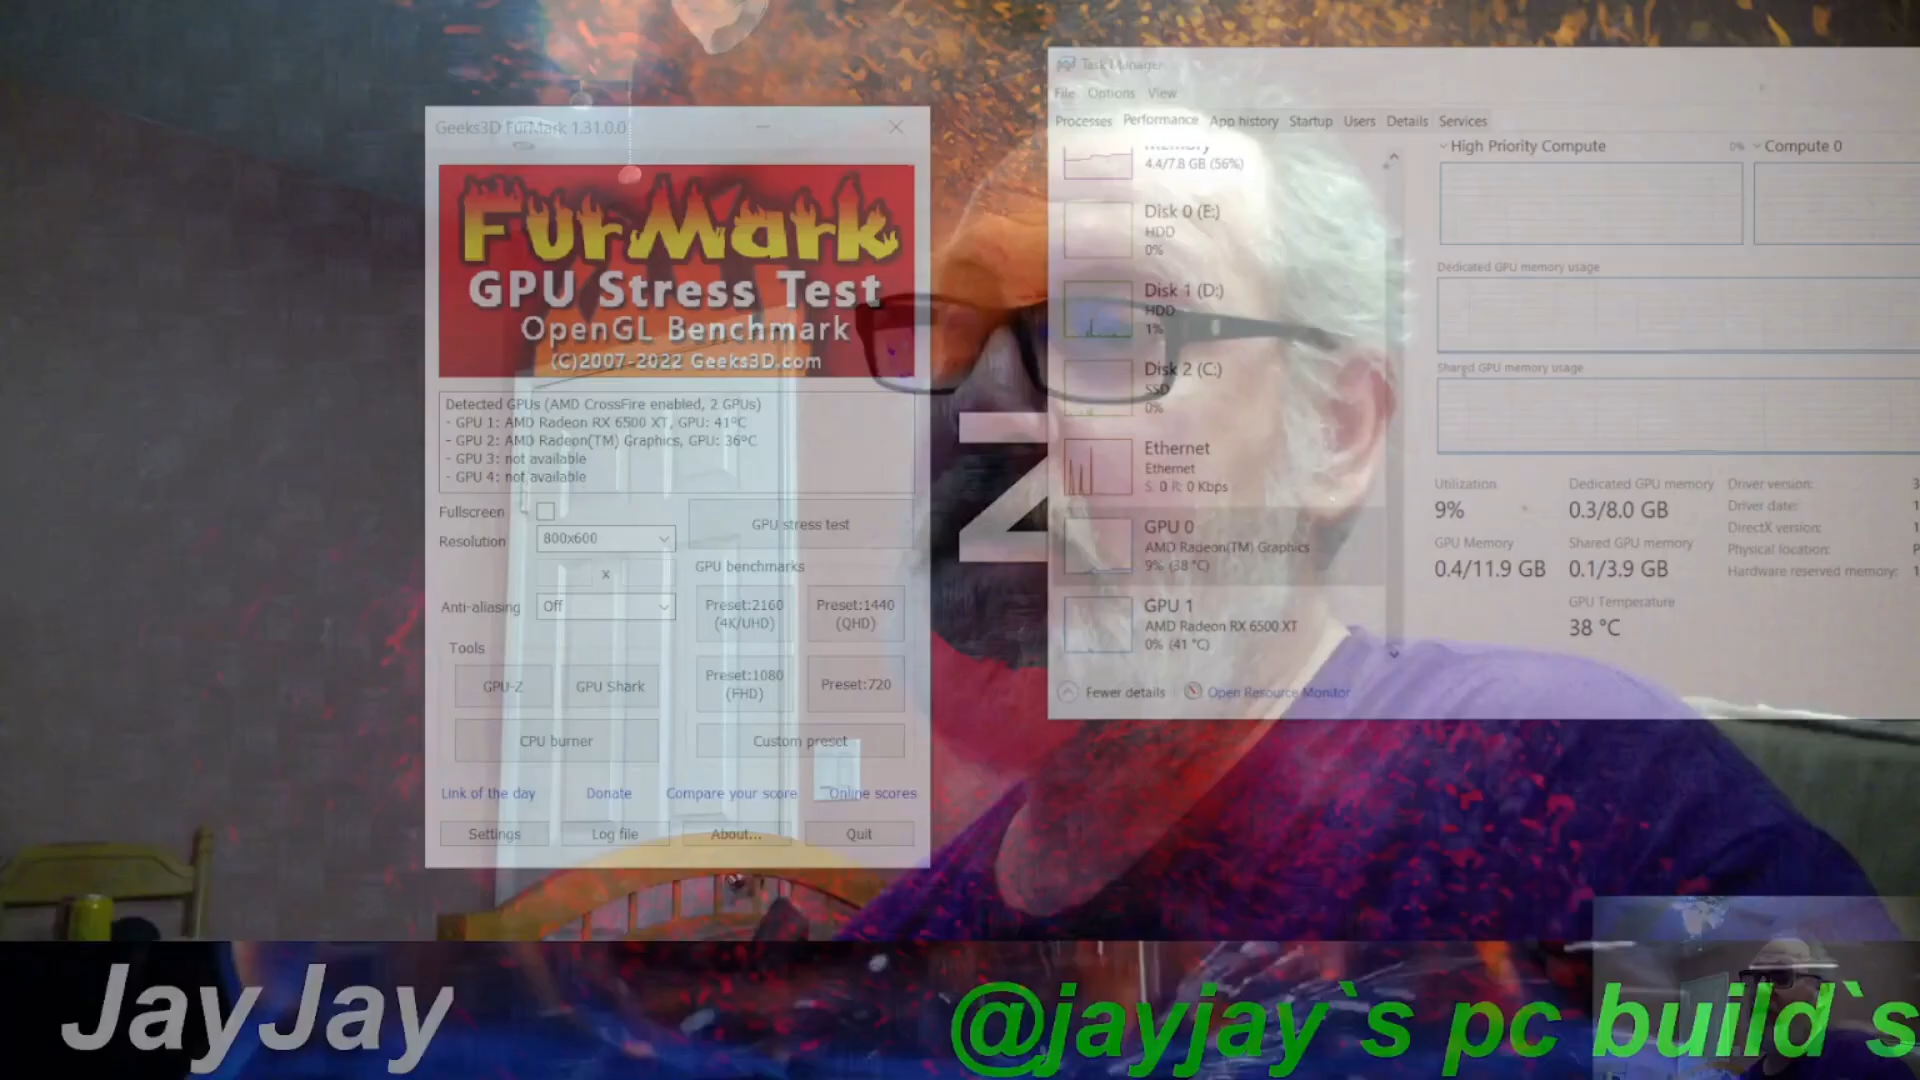 Geeks3D FurMark 1.31.0.0
FurMark
GPU Stress Test
OpenGL Benchmark
(C)2007-2022 Geeks3D.com
Detected GPUs (AMD CrossFire enabled, 2 GPUs)
- GPU 1: AMD Radeon RX 6500 XT, GPU: 41°C
- GPU 2: AMD Radeon(TM) Graphics, GPU: 36°C
- GPU 3: not available
- GPU 4: not available
Fullscreen
Resolution
800x600
x
Anti-aliasing
Off
GPU stress test
GPU benchmarks
Preset:2160
(4K/UHD)
Preset:1440
(QHD)
Preset:1080
(FHD)
Preset:720
Custom preset
Tools
GPU-Z
GPU Shark
CPU burner
Link of the day
Donate
Compare your score
Online scores
Settings
Log file
About...
Quit
Task Manager
File Options View
Processes Performance App history Startup Users Details Services
Memory
4.4/7.8 GB (56%)
Disk 0 (E:)
HDD
0%
Disk 1 (D:)
HDD
1%
Disk 2 (C:)
SSD
0%
Ethernet
Ethernet
S: 0 R: 0 Kbps
GPU 0
AMD Radeon(TM) Graphics
9% (38 °C)
GPU 1
AMD Radeon RX 6500 XT
0% (41 °C)
Fewer details
Open Resource Monitor
High Priority Compute
0%
Compute 0
Dedicated GPU memory usage
Shared GPU memory usage
Utilization
9%
Dedicated GPU memory
0.3/8.0 GB
GPU Memory
0.4/11.9 GB
Shared GPU memory
0.1/3.9 GB
GPU Temperature
38 °C
Driver version:
Driver date:
DirectX version:
Physical location:
Hardware reserved memory:
JayJay
@jayjay`s pc build`s